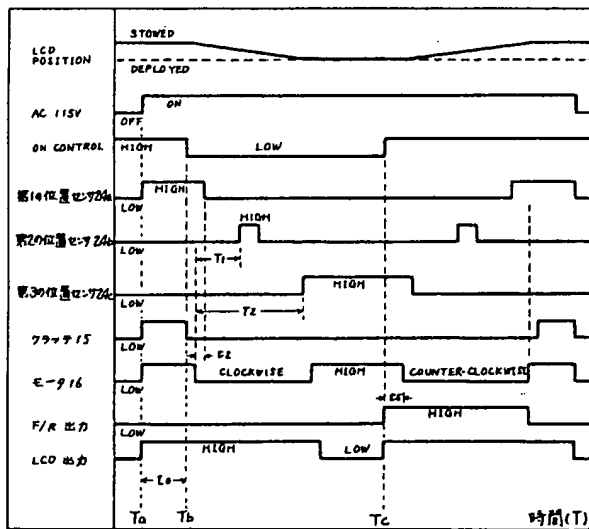 STOWED
LCD
POSITION
DEPLOYED
ON
AC 115V
OFF
ON CONTROL
HIGH
LOW
第1の位置センサ24a
HIGH
LOW
HIGH
第2の位置センサ24b
LOW
T1
第3の位置センサ24c
HIGH
LOW
T2
クラッチ15
LOW
モータ16
CLOCKWISE
HIGH
COUNTER-CLOCKWISE
LOW
F/R 出力
HIGH
LOW
LCD 出力
HIGH
LOW
Ta
Tb
Tc
時間(T)